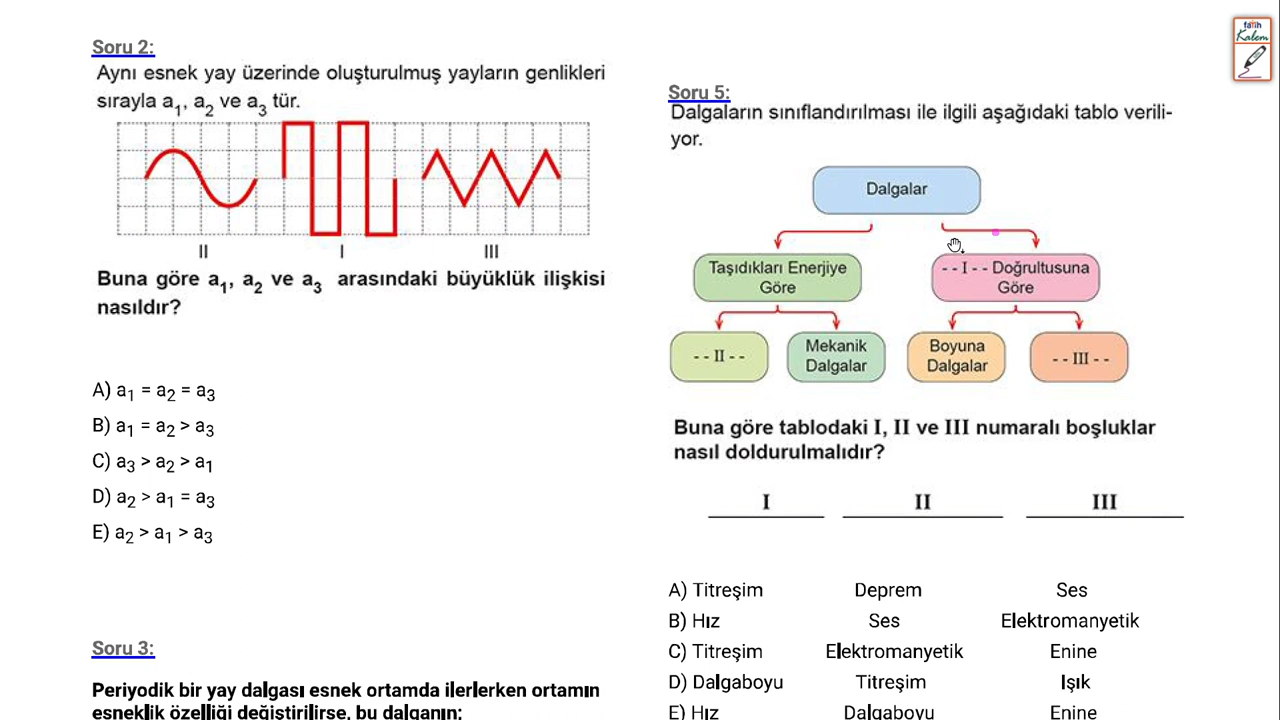 fatih
Kalem
Soru 2:
Aynı esnek yay üzerinde oluşturulmuş yayların genlikleri
sırayla a₁, a₂ ve a₃ tür.
II
I
III
Buna göre a₁, a₂ ve a₃ arasındaki büyüklük ilişkisi
nasıldır?
A) a₁ = a₂ = a₃
B) a₁ = a₂ > a₃
C) a₃ > a₂ > a₁
D) a₂ > a₁ = a₃
E) a₂ > a₁ > a₃
Soru 3:
Periyodik bir yay dalgası esnek ortamda ilerlerken ortamın
esneklik özelliği değiştirilirse, bu dalganın;
Soru 5:
Dalgaların sınıflandırılması ile ilgili aşağıdaki tablo verili-
yor.
Dalgalar
Taşıdıkları Enerjiye
Göre
- - I - - Doğrultusuna
Göre
- - II - -
Mekanik
Dalgalar
Boyuna
Dalgalar
- - III - -
Buna göre tablodaki I, II ve III numaralı boşluklar
nasıl doldurulmalıdır?
I II III
A) Titreşim Deprem Ses
B) Hız Ses Elektromanyetik
C) Titreşim Elektromanyetik Enine
D) Dalgaboyu Titreşim Işık
E) Hız Dalgaboyu Enine